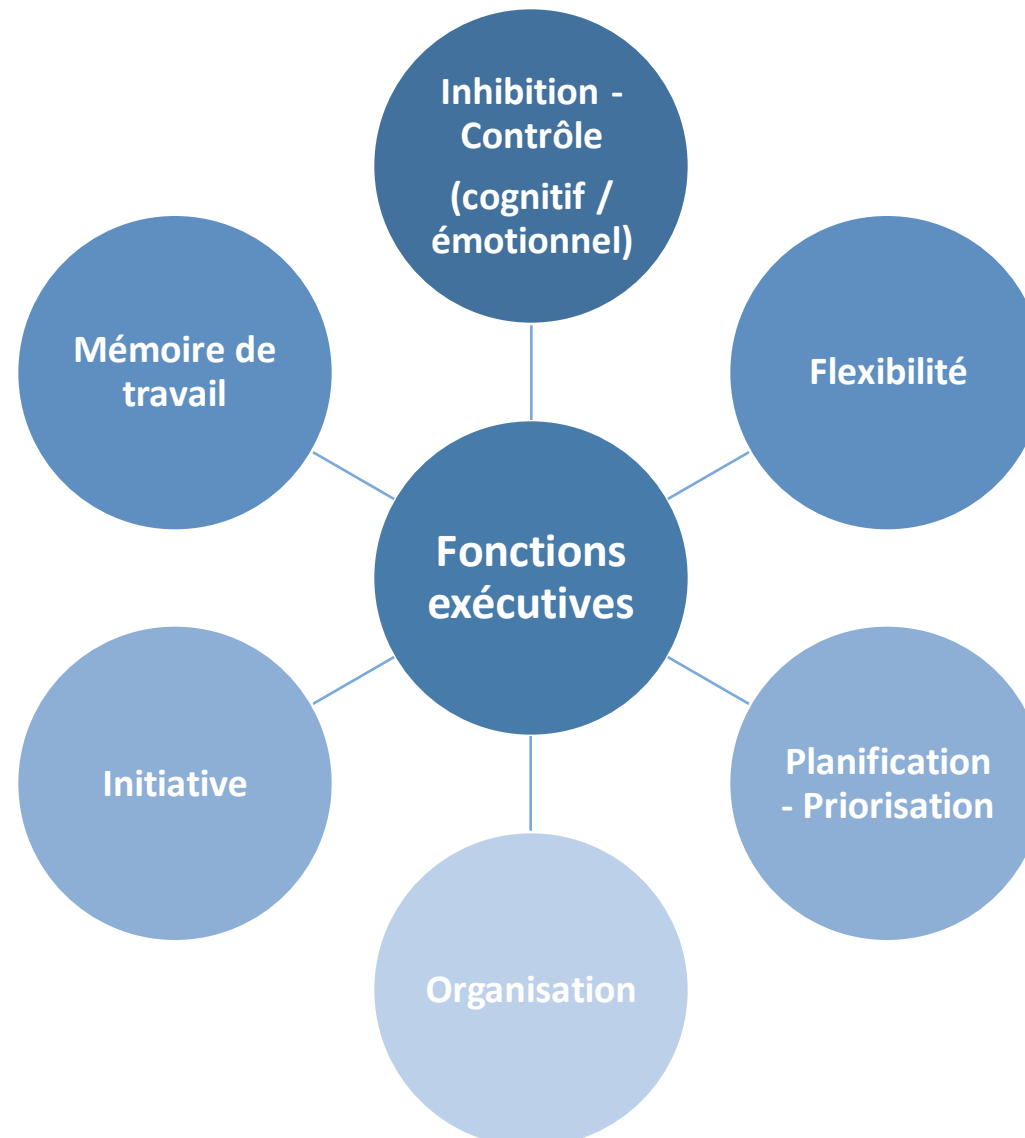 Inhibition -
Contrôle
(cognitif /
émotionnel)
Mémoire de
travail
Flexibilité
Fonctions
exécutives
Initiative
Planification
- Priorisation
Organisation